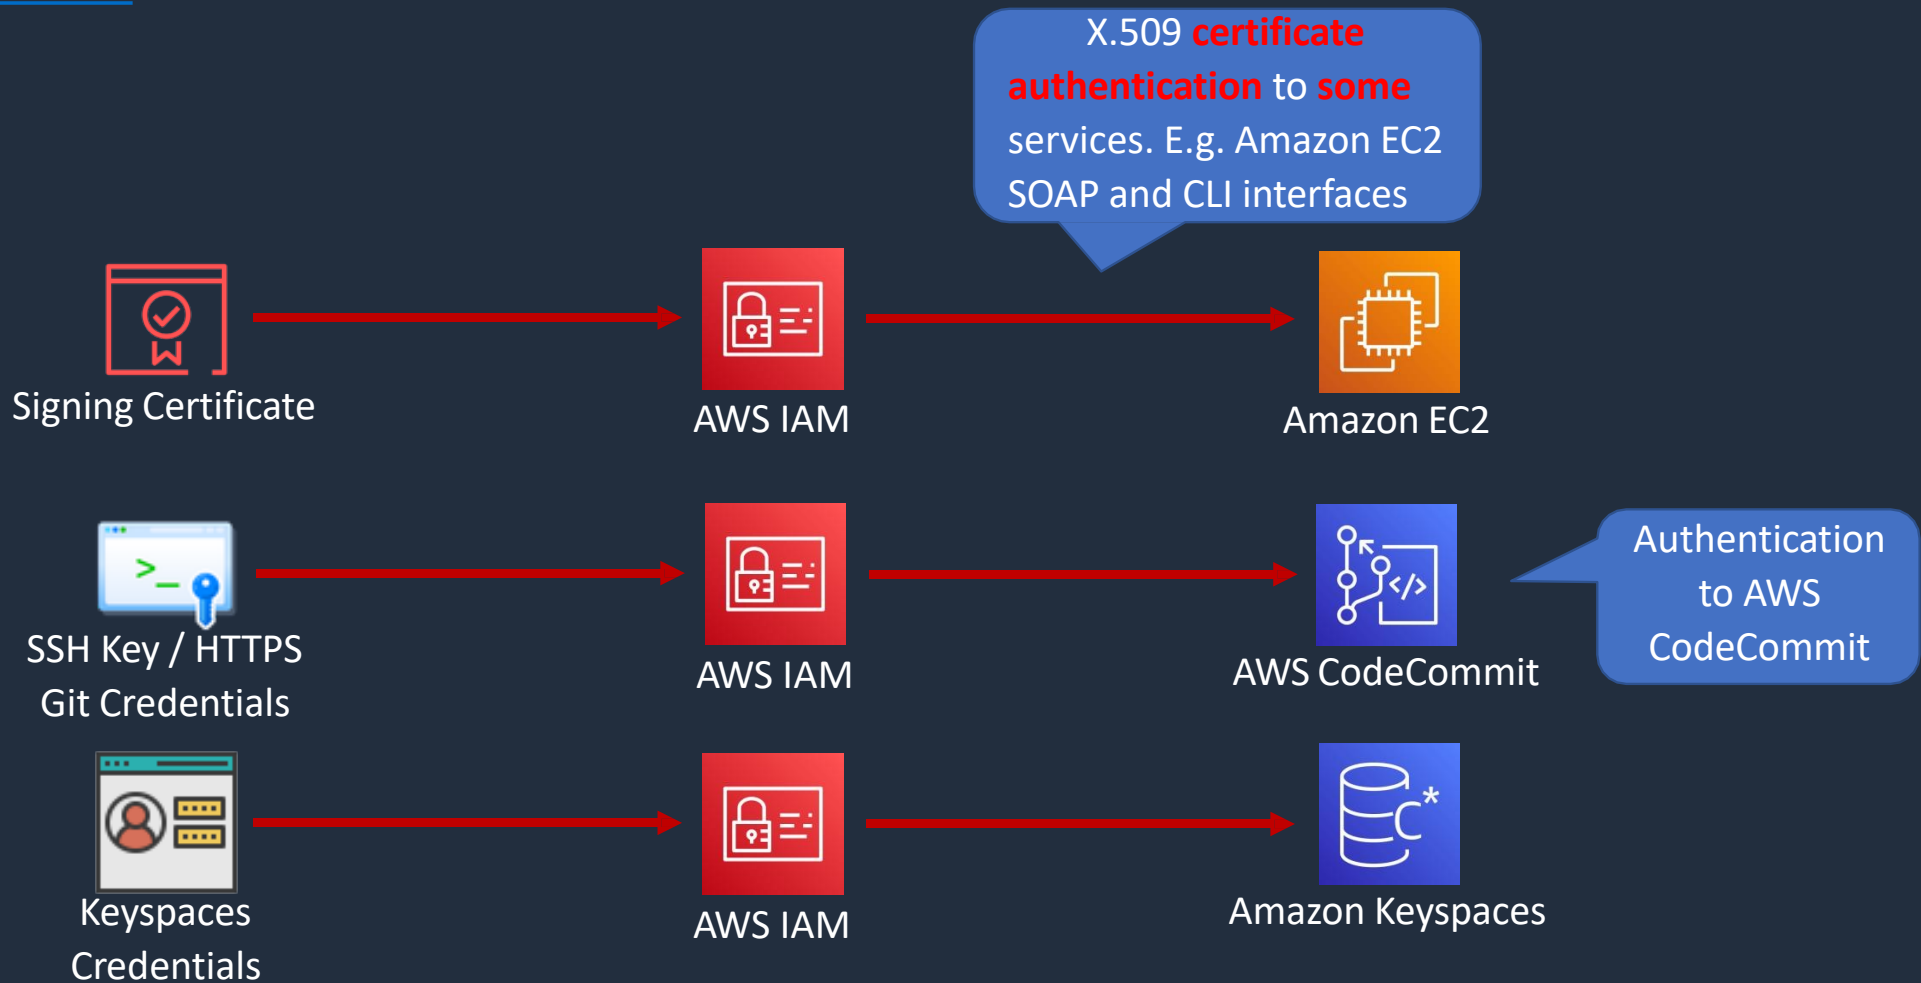 X.509 certificate
authentication to some
services. E.g. Amazon EC2
SOAP and CLI interfaces
Signing Certificate
AWS IAM
Amazon EC2
>_
SSH Key / HTTPS
Git Credentials
AWS IAM
</>
AWS CodeCommit
Authentication
to AWS
CodeCommit
Keyspaces
Credentials
AWS IAM
C*
Amazon Keyspaces